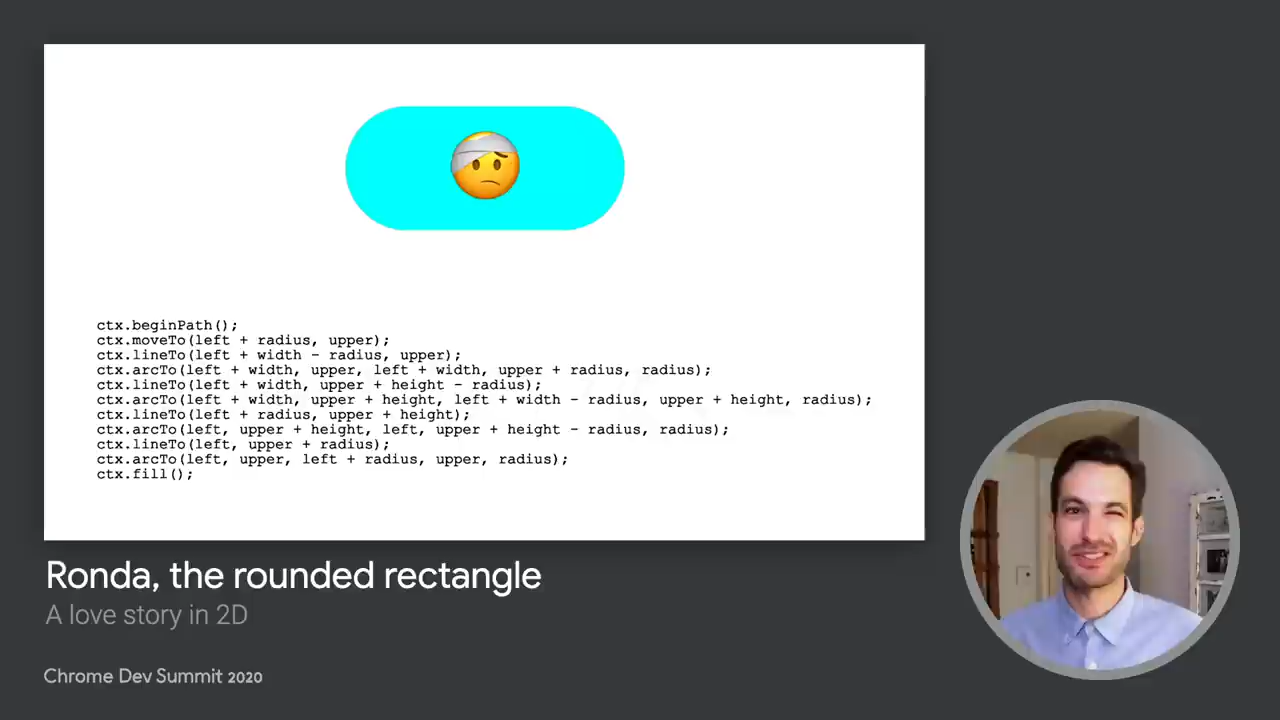 ctx.beginPath();
ctx.moveTo(left + radius, upper);
ctx.lineTo(left + width - radius, upper);
ctx.arcTo(left + width, upper, left + width, upper + radius, radius);
ctx.lineTo(left + width, upper + height - radius);
ctx.arcTo(left + width, upper + height, left + width - radius, upper + height, radius);
ctx.lineTo(left + radius, upper + height);
ctx.arcTo(left, upper + height, left, upper + height - radius, radius);
ctx.lineTo(left, upper + radius);
ctx.arcTo(left, upper, left + radius, upper, radius);
ctx.fill();
Ronda, the rounded rectangle
A love story in 2D
Chrome Dev Summit 2020